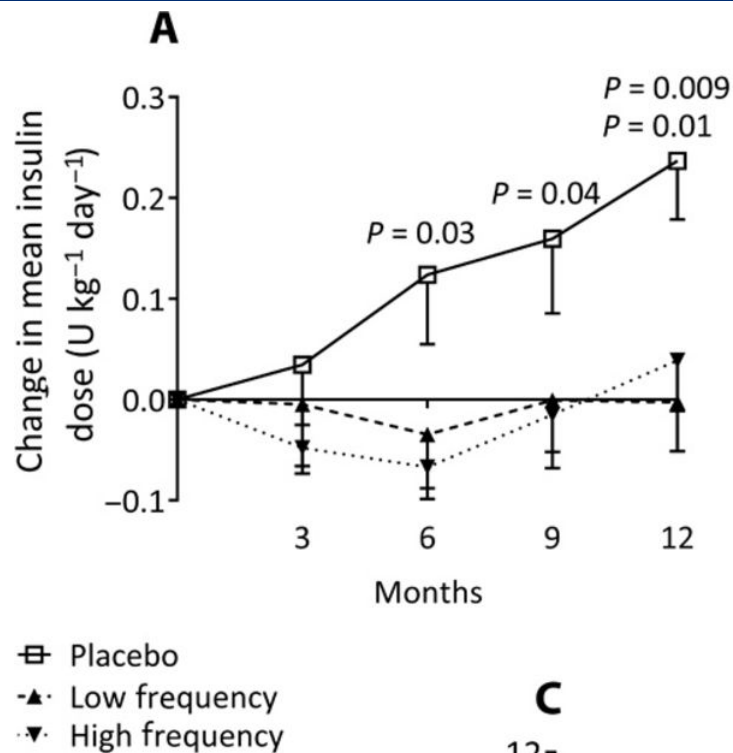 A
Change in mean insulin
dose (U kg⁻¹ day⁻¹)
0.3
0.2
0.1
0.0
–0.1
P = 0.03
P = 0.04
P = 0.009
P = 0.01
3 6 9 12
Months
Placebo
Low frequency
High frequency
C
12